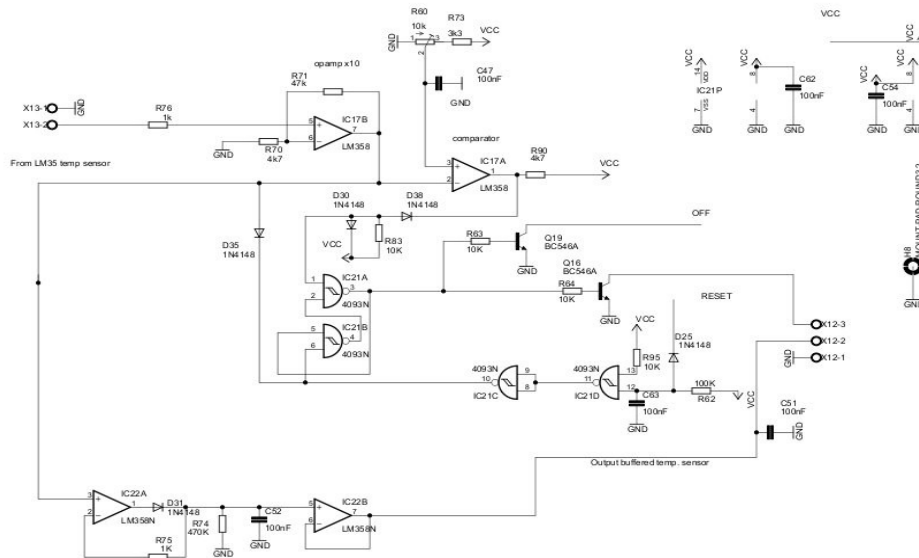 R60
10k
1
3
2
R73
3k3
VCC
GND
VCC
VCC
opamp x10
R71
47k
C47
100nF
GND
VCC
14
VDD
IC21P
VSS
7
GND
VCC
8
4
GND
C62
100nF
GND
VCC
C54
100nF
GND
VCC
8
4
GND
X13-1
GND
X13-2
R76
1k
5
6
7
IC17B
LM358
GND
R70
4k7
comparator
From LM35 temp sensor
3
2
1
IC17A
LM358
R90
4k7
VCC
D30
1N4148
D38
1N4148
D35
1N4148
VCC
R83
10K
R63
10K
OFF
Q19
BC546A
GND
Q16
BC546A
R64
10K
GND
RESET
H8
GND
1
2
3
IC21A
4093N
5
6
4
IC21B
4093N
VCC
R95
10K
D25
1N4148
X12-3
X12-2
X12-1
GND
4093N
10
9
8
IC21C
4093N
11
13
12
IC21D
C63
100nF
GND
100K
R62
VCC
C51
100nF
GND
Output buffered temp. sensor
3
2
1
IC22A
LM358N
D31
1N4148
R74
470K
GND
C52
100nF
GND
5
6
7
IC22B
LM358N
R75
1K